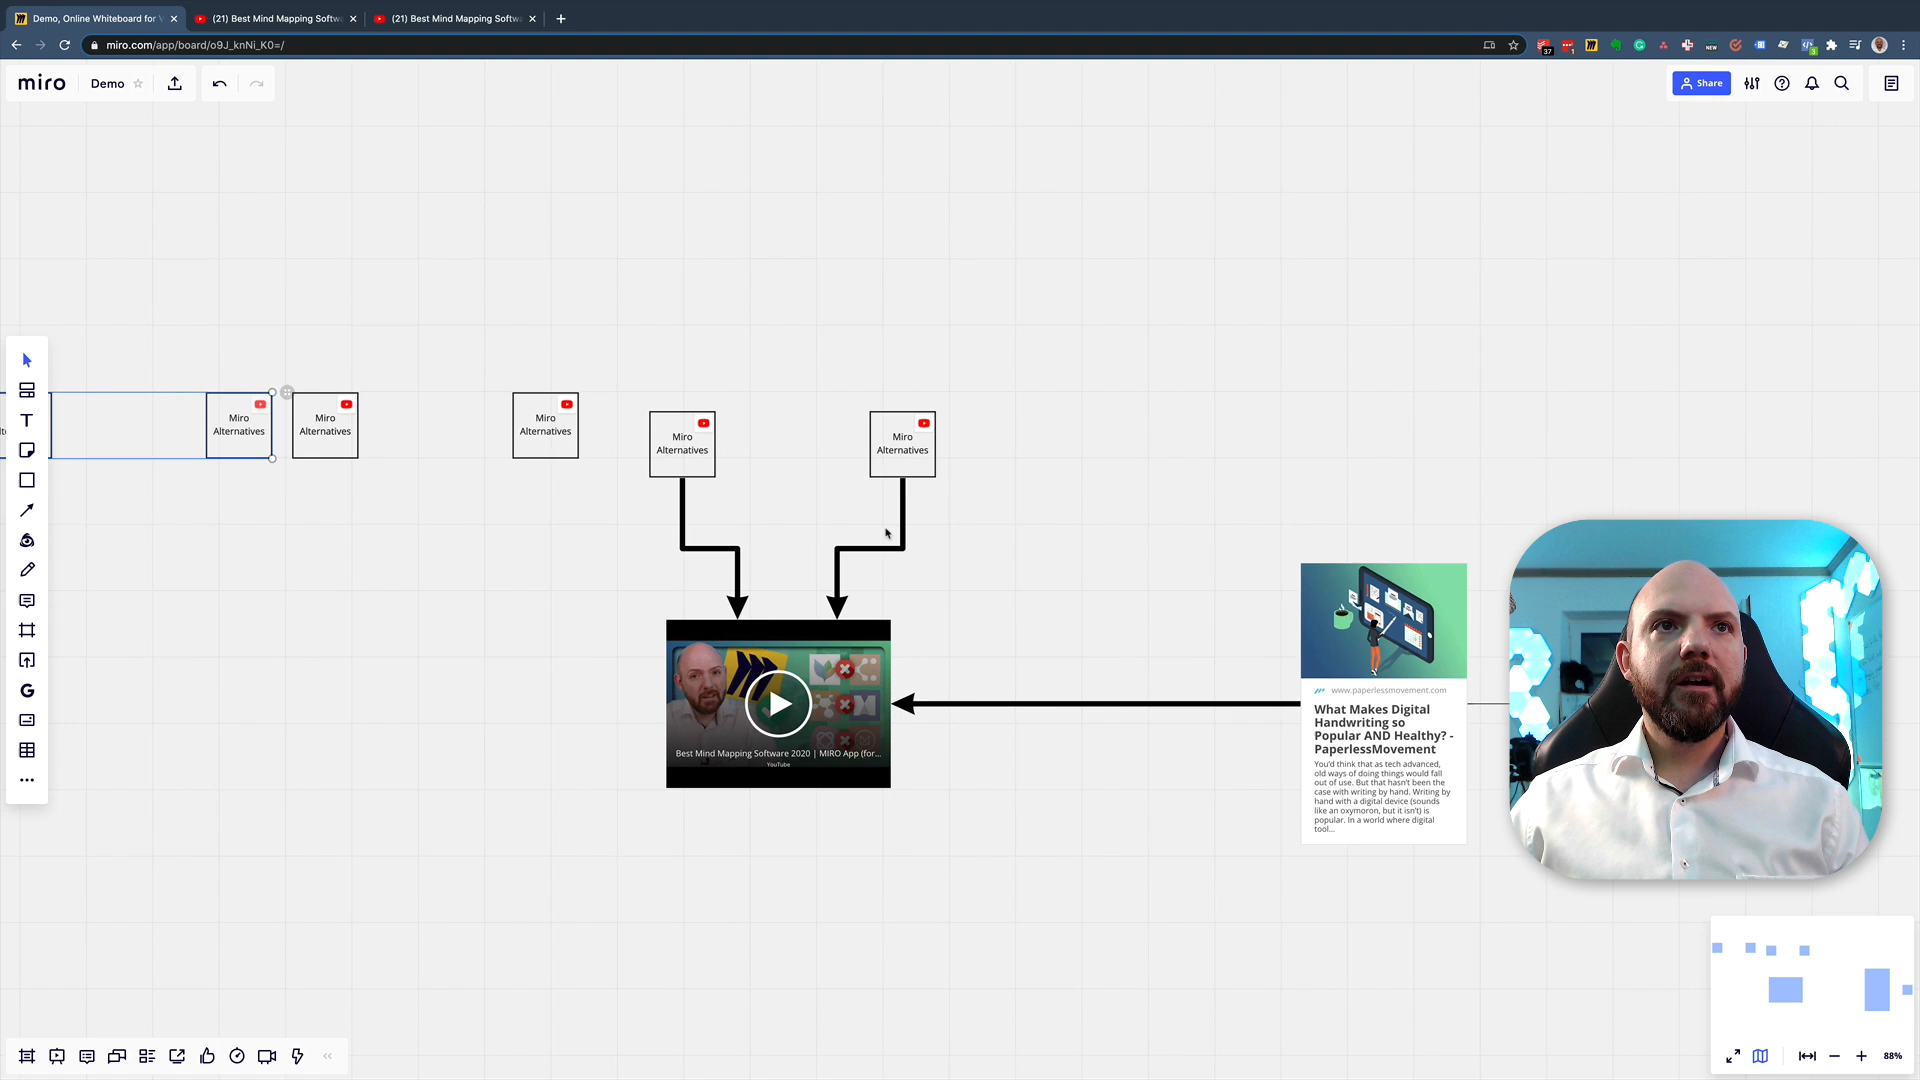 Demo, Online Whiteboard for
(21) Best Mind Mapping Softw
(21) Best Mind Mapping Softw
miro.com/app/board/o9J_knNi_K0=/
37
1
NEW
3
miro
Demo
Share
Miro
Alternatives
Miro
Alternatives
Miro
Alternatives
Miro
Alternatives
Miro
Alternatives
Best Mind Mapping Software 2020 | MIRO App (for...
YouTube
www.paperlessmovement.com
What Makes Digital
Handwriting so
Popular AND Healthy? -
PaperlessMovement
You'd think that as tech advanced,
old ways of doing things would fall
out of use. But that hasn't been the
case with writing by hand. Writing by
hand with a digital device (sounds
like an oxymoron, but it isn't) is
popular. In a world where digital
tool...
88%